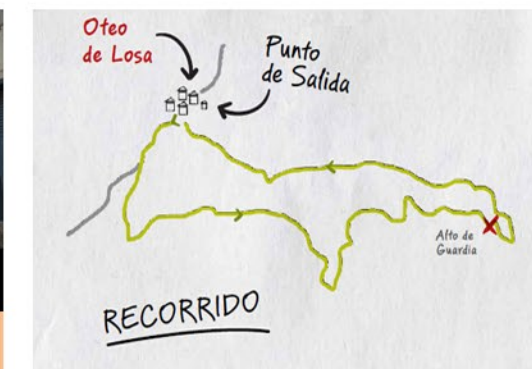 Oteo
de Losa
Punto
de Salida
Alto de
Guardia
RECORRIDO